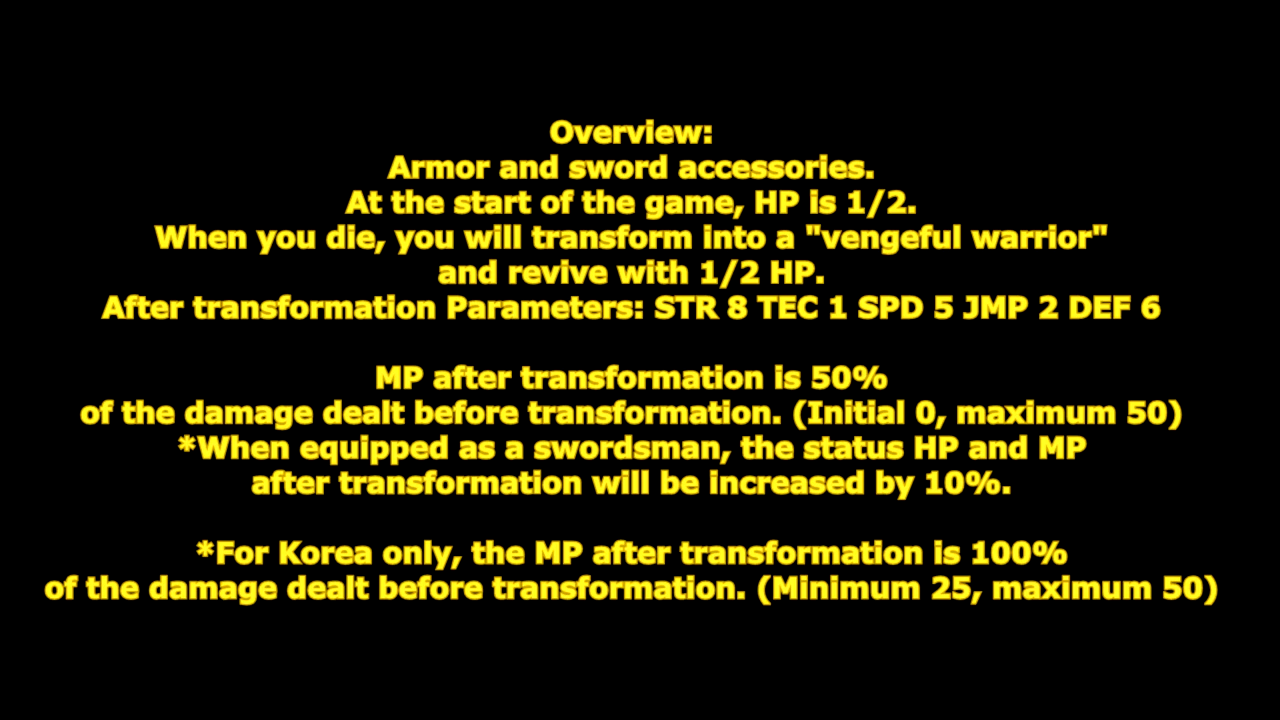 Overview:
Armor and sword accessories.
At the start of the game, HP is 1/2.
When you die, you will transform into a "vengeful warrior"
and revive with 1/2 HP.
After transformation Parameters: STR 8 TEC 1 SPD 5 JMP 2 DEF 6
MP after transformation is 50%
of the damage dealt before transformation. (Initial 0, maximum 50)
*When equipped as a swordsman, the status HP and MP
after transformation will be increased by 10%.
*For Korea only, the MP after transformation is 100%
of the damage dealt before transformation. (Minimum 25, maximum 50)